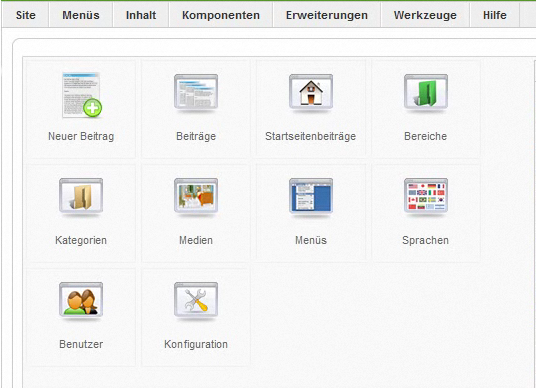 Site Menüs Inhalt Komponenten Erweiterungen Werkzeuge Hilfe
Neuer Beitrag Beiträge Startseitenbeiträge Bereiche
Kategorien Medien Menüs Sprachen
Benutzer Konfiguration